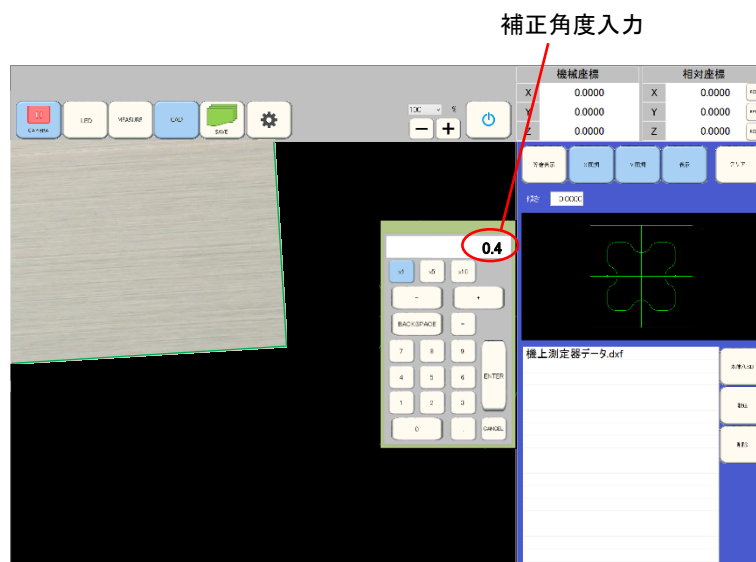 補正角度入力
機械座標 相対座標
X 0.0000 X 0.0000
Y 0.0000 Y 0.0000
Z 0.0000 Z 0.0000
CAMERA LED MEASURE CAD SAVE
100 %
− +
クリア
0.0000
0.4
x1 x5 x10
− +
BACKSPACE −
7 8 9
4 5 6 ENTER
1 2 3
0 . CANCEL
機上測定器データ.dxf